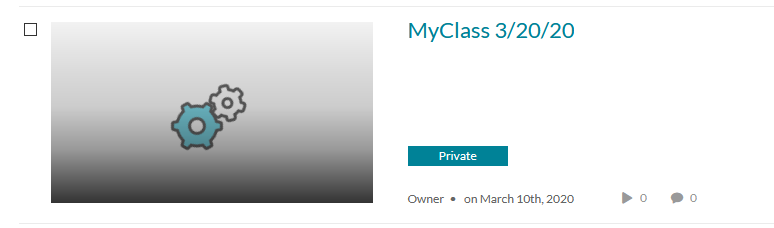 MyClass 3/20/20
Private
Owner • on March 10th, 2020 0 0